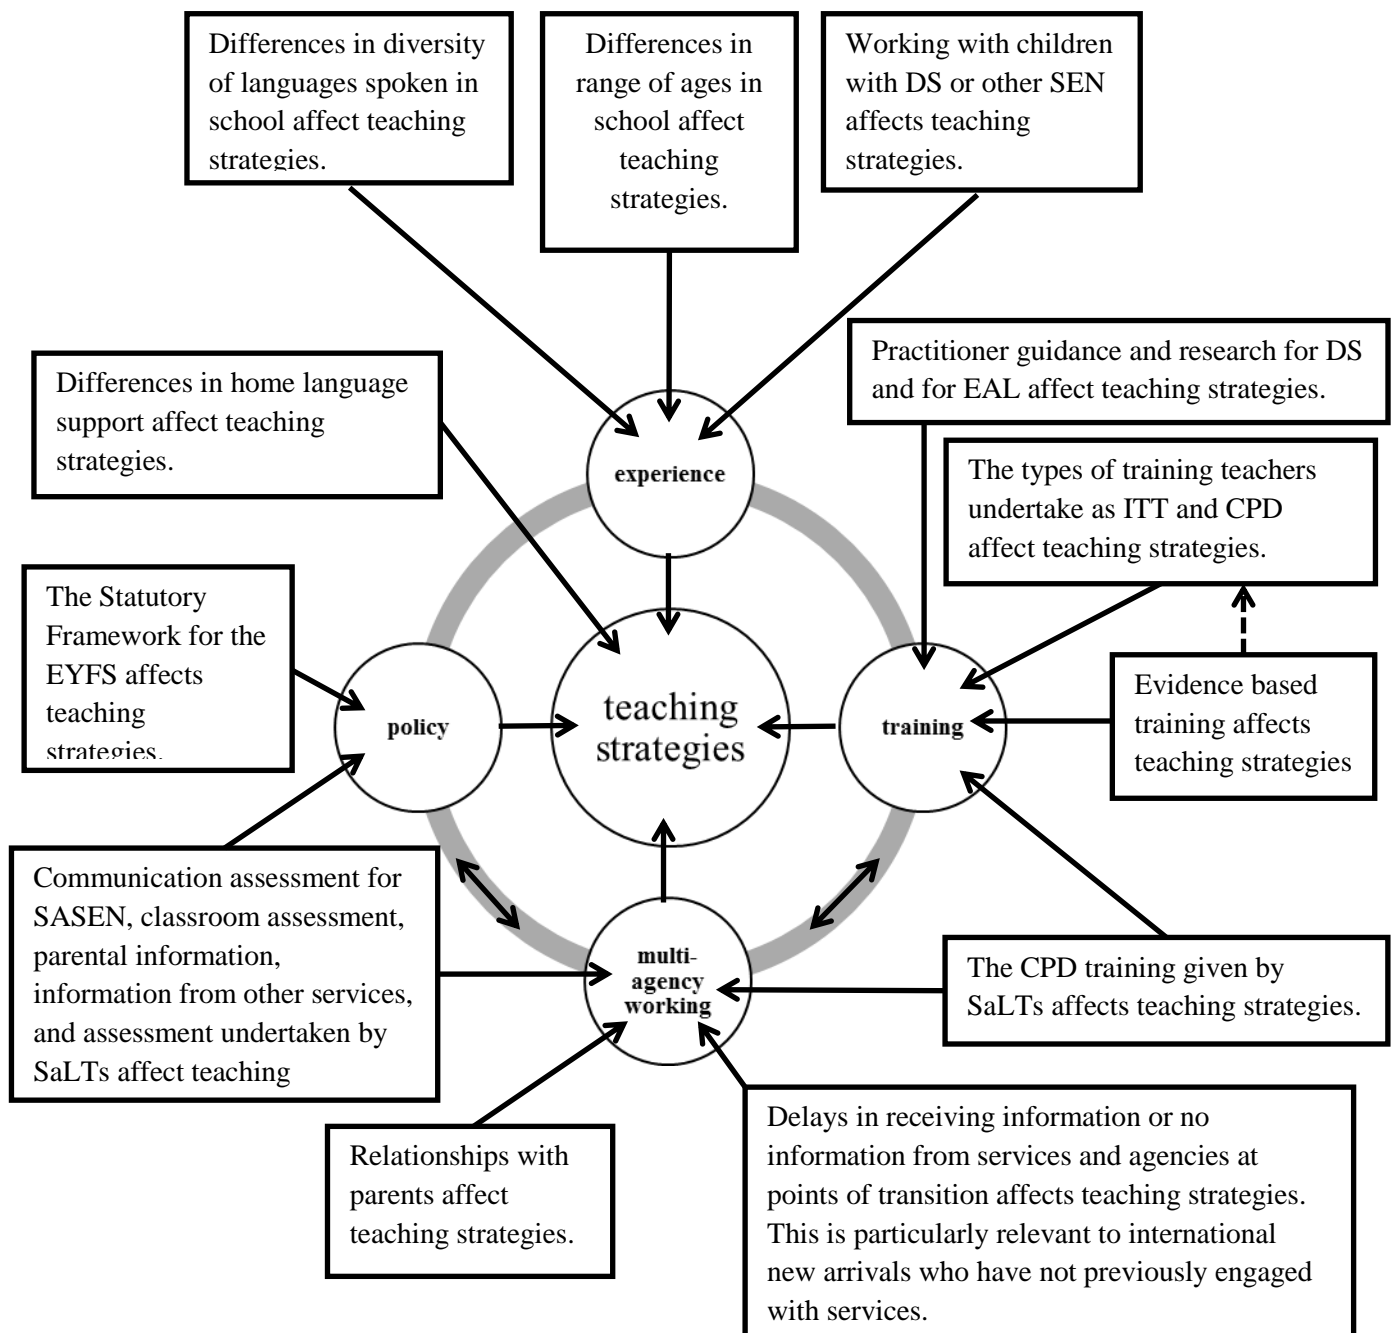 Differences in diversity
of languages spoken in
school affect teaching
strategies.
Differences in
range of ages in
school affect
teaching
strategies.
Working with children
with DS or other SEN
affects teaching
strategies.
Practitioner guidance and research for DS
and for EAL affect teaching strategies.
Differences in home language
support affect teaching
strategies.
The types of training teachers
undertake as ITT and CPD
affect teaching strategies.
experience
The Statutory
Framework for the
EYFS affects
teaching
strategies.
policy
teaching
strategies
training
Evidence based
training affects
teaching strategies
Communication assessment for
SASEN, classroom assessment,
parental information,
information from other services,
and assessment undertaken by
SaLTs affect teaching
multi-
agency
working
The CPD training given by
SaLTs affects teaching strategies.
Relationships with
parents affect
teaching strategies.
Delays in receiving information or no
information from services and agencies at
points of transition affects teaching strategies.
This is particularly relevant to international
new arrivals who have not previously engaged
with services.